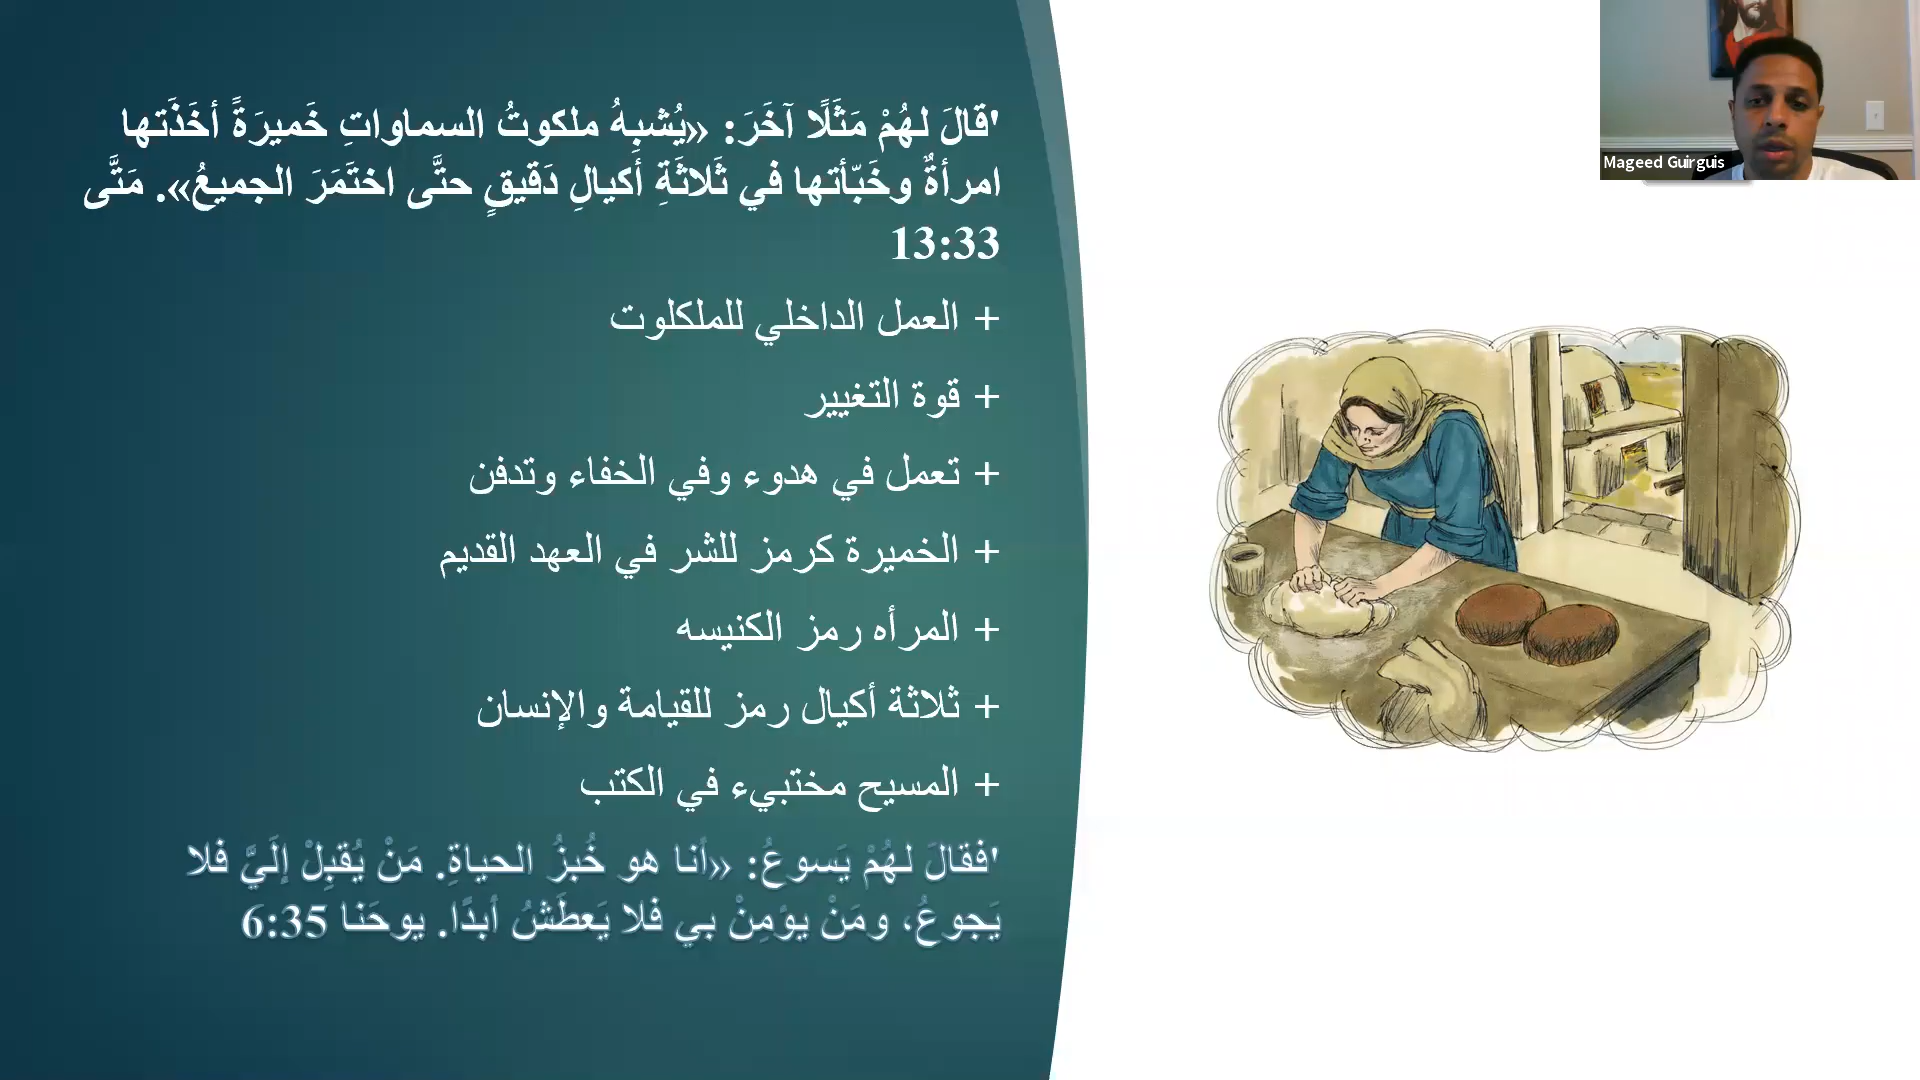 'قالَ لهُمْ مَثَلًا آخَرَ: «يُشبِهُ ملكوتُ السماواتِ خَميرَةً أخَذَتها
امرأةٌ وخَبّأتها في ثَلاثَةِ أكيالِ دَقيقٍ حتَّى اختَمَرَ الجميعُ». مَتَّى
13:33
+ العمل الداخلي للملكلوت
+ قوة التغيير
+ تعمل في هدوء وفي الخفاء وتدفن
+ الخميرة كرمز للشر في العهد القديم
+ المرأه رمز الكنيسه
+ ثلاثة أكيال رمز للقيامة والإنسان
+ المسيح مختبيء في الكتب
'فقالَ لهُمْ يَسوعُ: «أنا هو خُبزُ الحياةِ. مَنْ يُقبِلْ إلَيَّ فلا
يَجوعُ، ومَنْ يؤمِنْ بي فلا يَعطَشُ أبدًا. يوحَنا 6:35
Mageed Guirguis